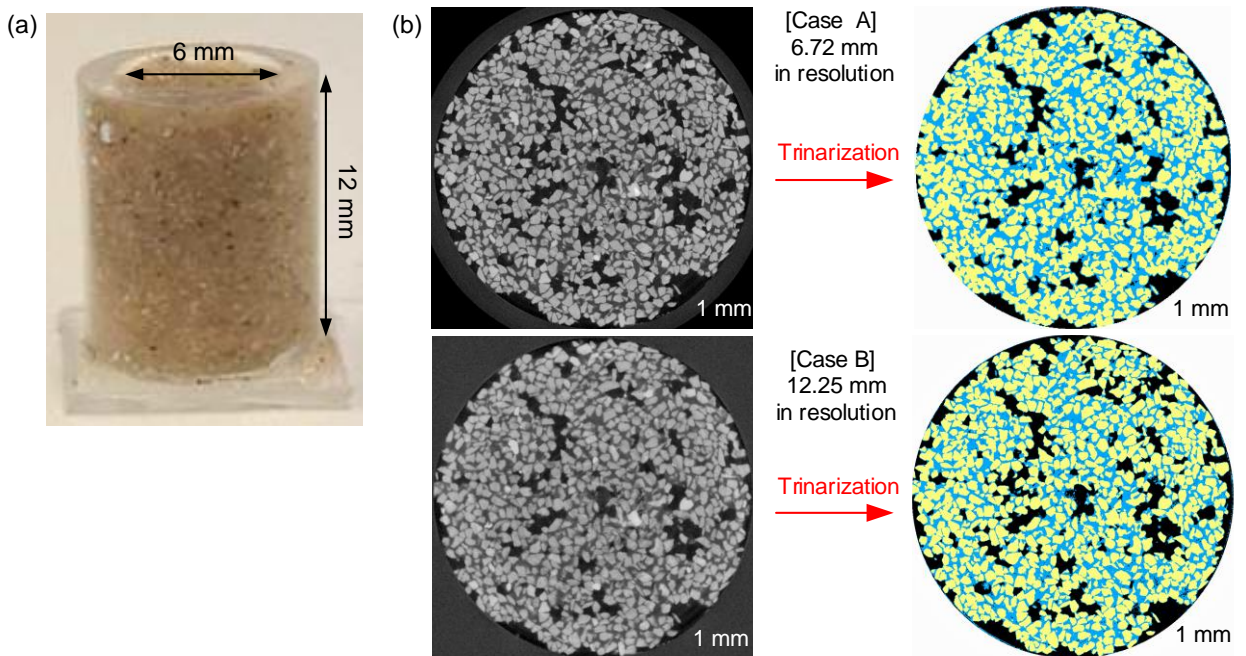 (a)
6 mm
12 mm
(b)
[Case A]
6.72 mm
in resolution
Trinarization
1 mm
1 mm
[Case B]
12.25 mm
in resolution
Trinarization
1 mm
1 mm